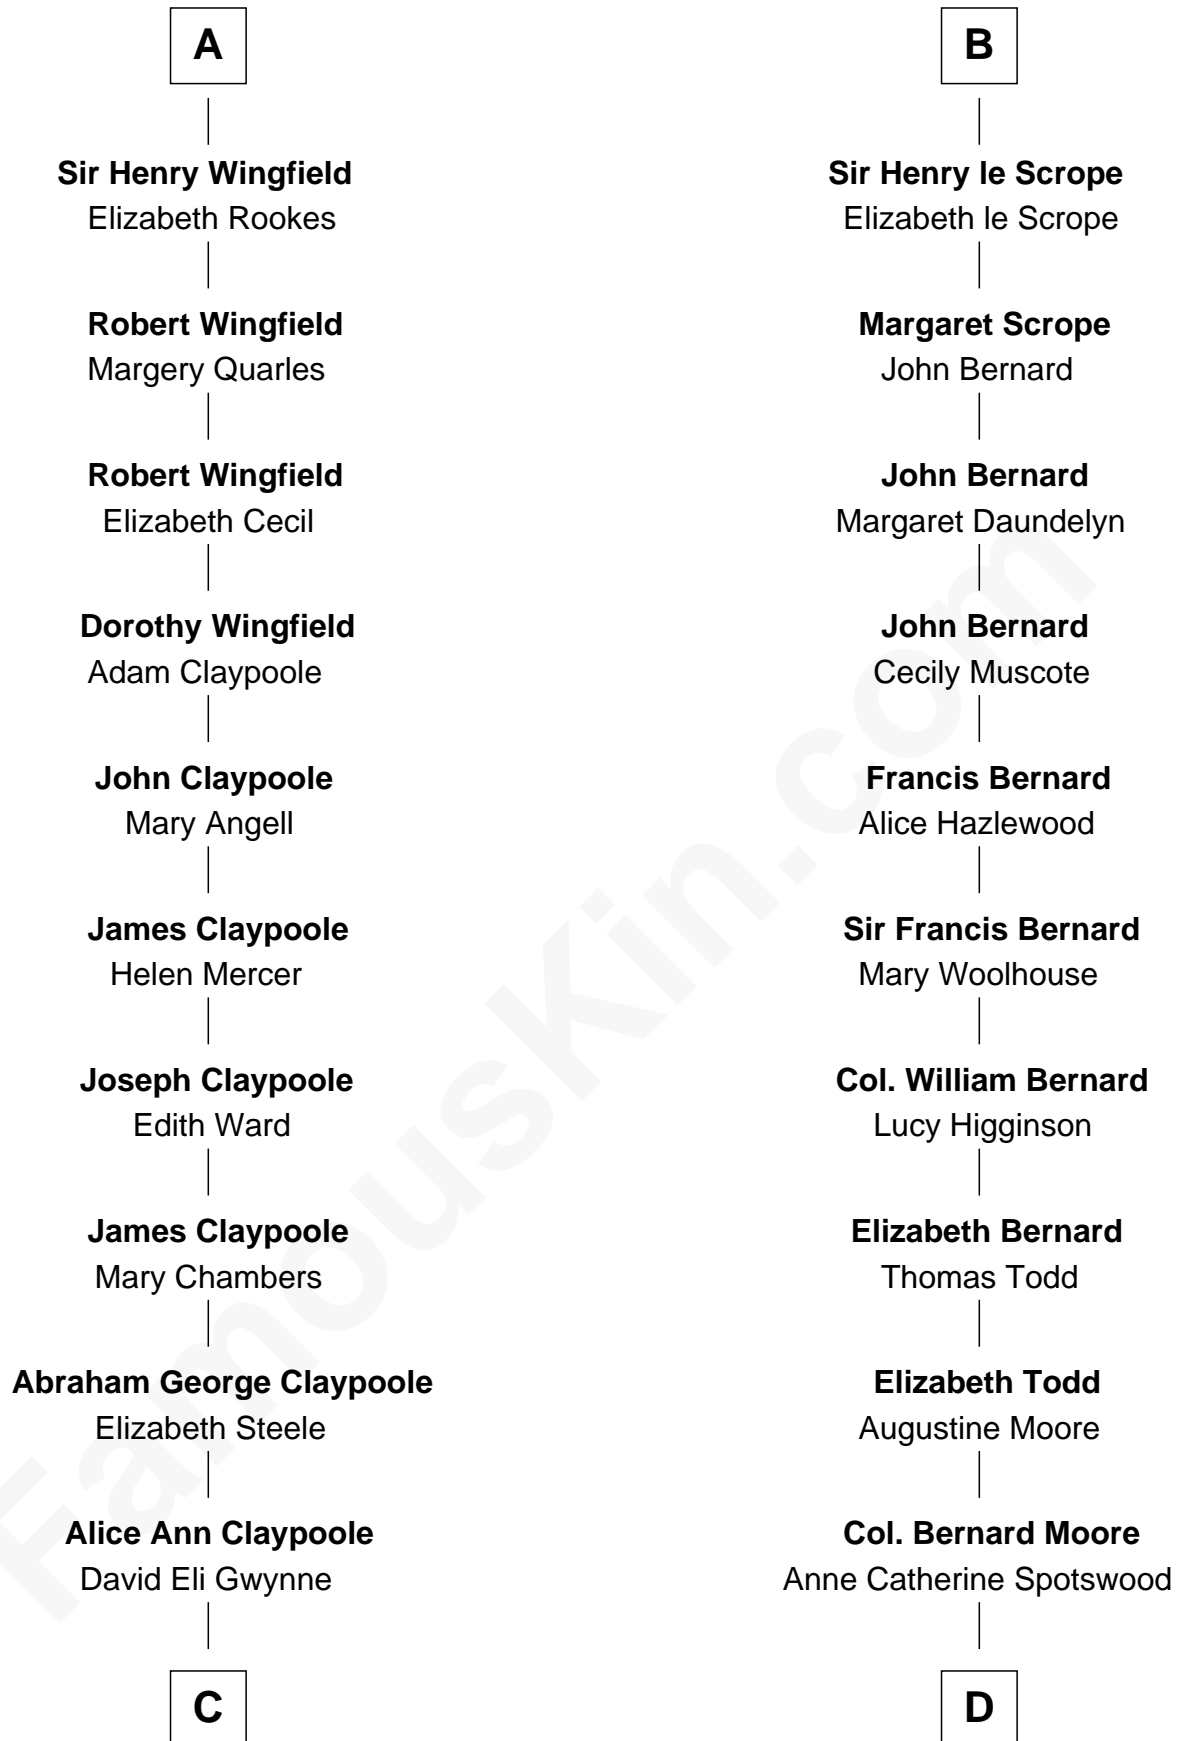 A
Sir Henry Wingfield
Elizabeth Rookes
Robert Wingfield
Margery Quarles
Robert Wingfield
Elizabeth Cecil
Dorothy Wingfield
Adam Claypoole
John Claypoole
Mary Angell
James Claypoole
Helen Mercer
Joseph Claypoole
Edith Ward
James Claypoole
Mary Chambers
Abraham George Claypoole
Elizabeth Steele
Alice Ann Claypoole
David Eli Gwynne
C
B
Sir Henry le Scrope
Elizabeth le Scrope
Margaret Scrope
John Bernard
John Bernard
Margaret Daundelyn
John Bernard
Cecily Muscote
Francis Bernard
Alice Hazlewood
Sir Francis Bernard
Mary Woolhouse
Col. William Bernard
Lucy Higginson
Elizabeth Bernard
Thomas Todd
Elizabeth Todd
Augustine Moore
Col. Bernard Moore
Anne Catherine Spotswood
D
FamousKin.com